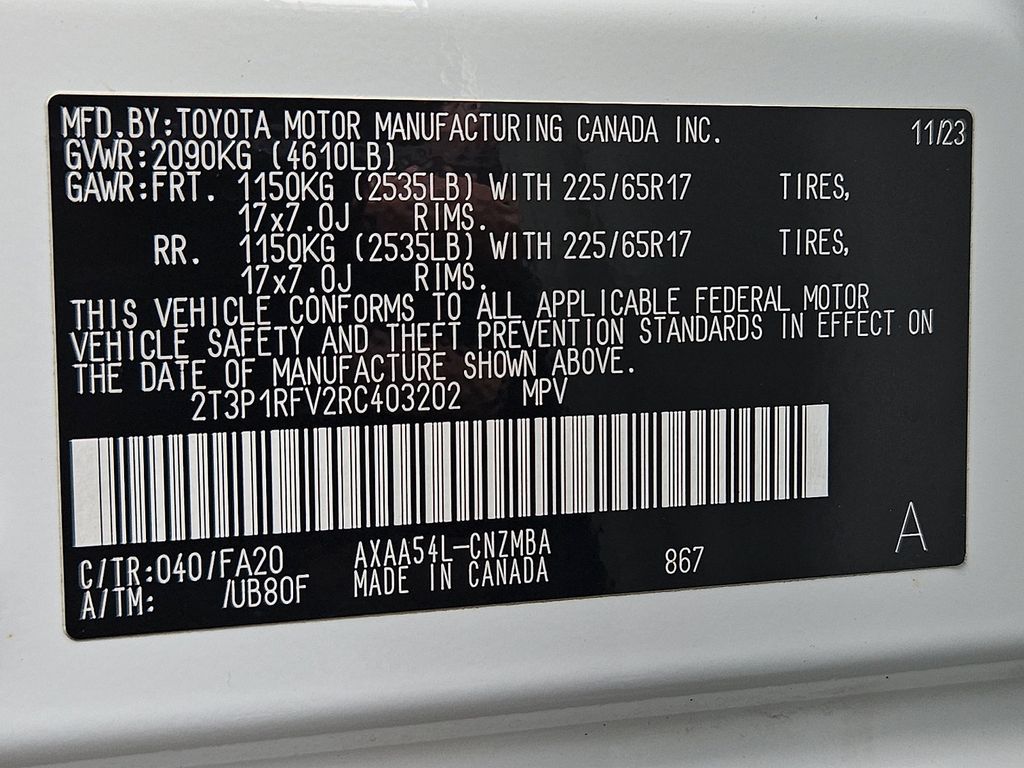 MFD.BY:TOYOTA MOTOR MANUFACTURING CANADA INC. 11/23
GVWR:2090KG (4610LB)
GAWR:FRT. 1150KG (2535LB) WITH 225/65R17 TIRES,
17x7.0J RIMS.
RR. 1150KG (2535LB) WITH 225/65R17 TIRES,
17x7.0J RIMS.
THIS VEHICLE CONFORMS TO ALL APPLICABLE FEDERAL MOTOR
VEHICLE SAFETY AND THEFT PREVENTION STANDARDS IN EFFECT ON
THE DATE OF MANUFACTURE SHOWN ABOVE.
2T3P1RFV2RC403202 MPV
C/TR:040/FA20 AXAA54L-CNZMBA 867 A
A/TM: /UB80F MADE IN CANADA